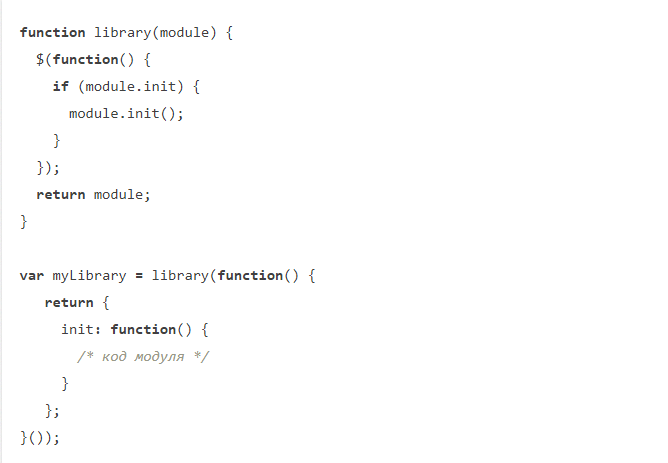 function library(module) {
  $(function() {
    if (module.init) {
      module.init();
    }
  });
  return module;
}

var myLibrary = library(function() {
   return {
     init: function() {
       /* код модуля */
     }
   };
}());